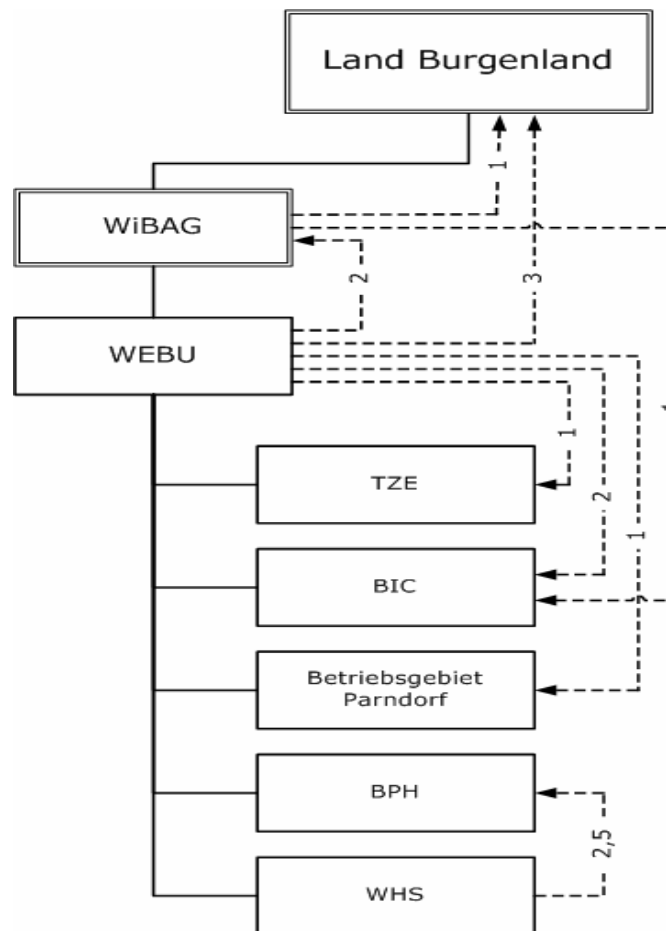 Land Burgenland
1
WiBAG
2
3
WEBU
1
TZE
2
1
BIC
Betriebsgebiet
Parndorf
BPH
2,5
WHS